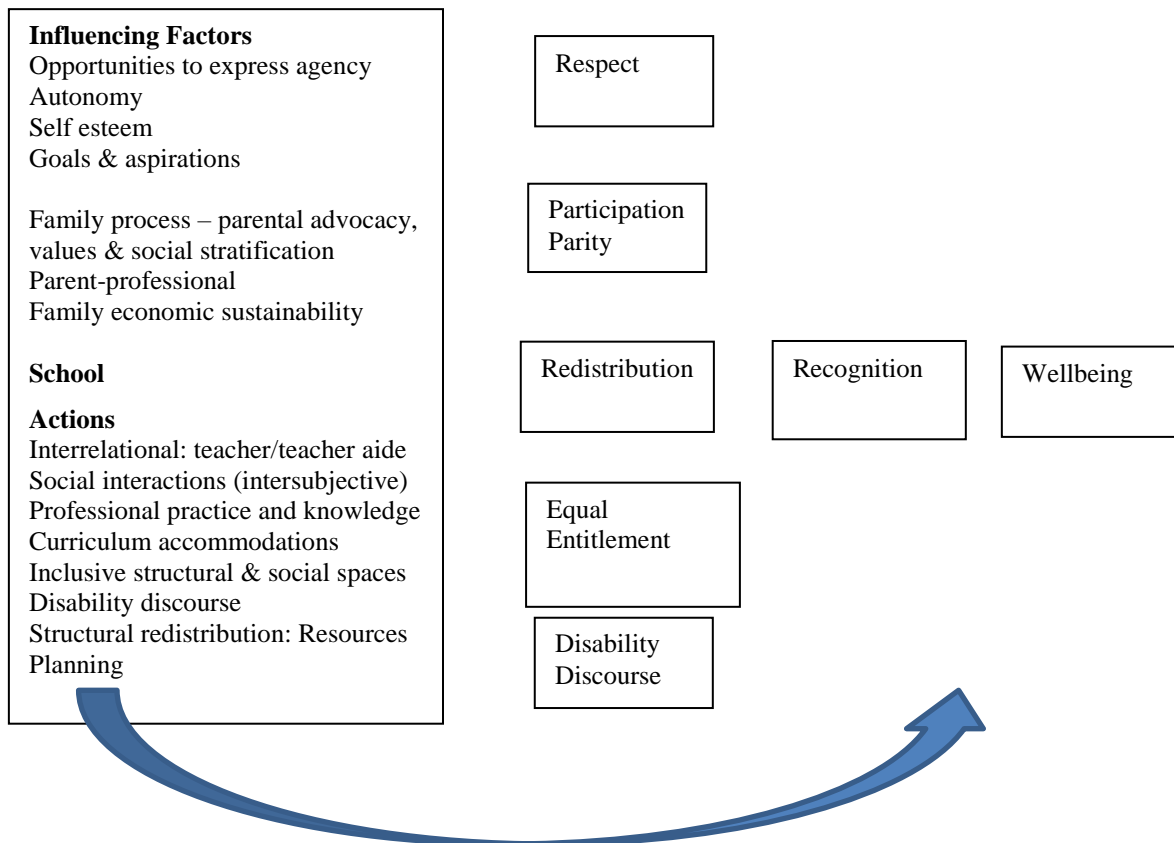 Influencing Factors
Opportunities to express agency
Autonomy
Self esteem
Goals & aspirations
Family process – parental advocacy,
values & social stratification
Parent-professional
Family economic sustainability
School
Actions
Interrelational: teacher/teacher aide
Social interactions (intersubjective)
Professional practice and knowledge
Curriculum accommodations
Inclusive structural & social spaces
Disability discourse
Structural redistribution: Resources
Planning
Respect
Participation
Parity
Redistribution
Equal
Entitlement
Disability
Discourse
Recognition
Wellbeing